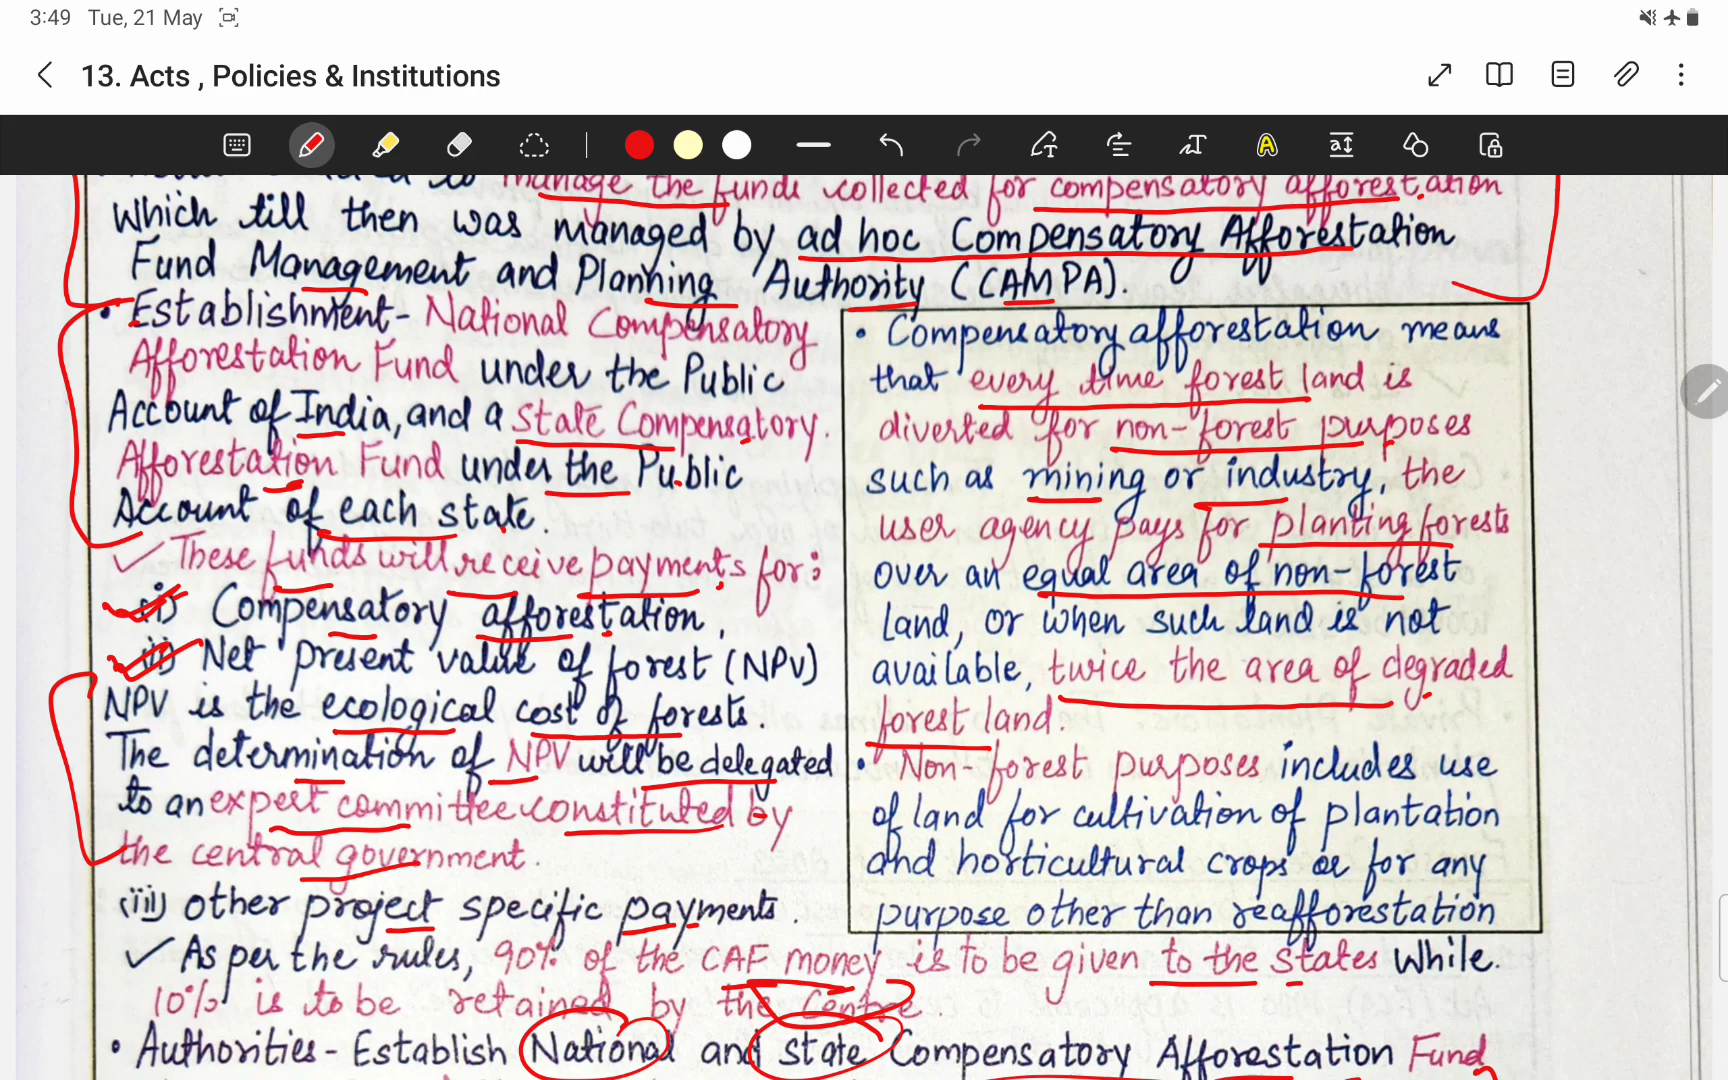 3:49 Tue, 21 May
13. Acts , Policies & Institutions
to manage the funds collected for compensatory afforestation
Which till then was managed by ad hoc Compensatory Afforestation
Fund Management and Planning Authority (CAMPA).
• Establishment- National Compensatory
Afforestation Fund under the Public
Account of India, and a State Compensatory
Afforestation Fund under the Public
Account of each state.
✓ These funds will receive payments for:
(i) Compensatory afforestation,
(ii) Net present value of forest (NPV)
NPV is the ecological cost of forests.
The determination of NPV will be delegated
to an expert committee constituted by
the central government.
(iii) other project specific payments.
• Compensatory afforestation means
that every time forest land is
diverted for non-forest purposes
such as mining or industry, the
user agency pays for planting forests
over an equal area of non-forest
land, or when such land is not
available, twice the area of degraded
forest land.
• Non-forest purposes includes use
of land for cultivation of plantation
and horticultural crops or for any
purpose other than reafforestation
✓ As per the rules, 90% of the CAF money is to be given to the states While.
10% is to be retained by the Centre
• Authorities - Establish National and state Compensatory Afforestation Fund